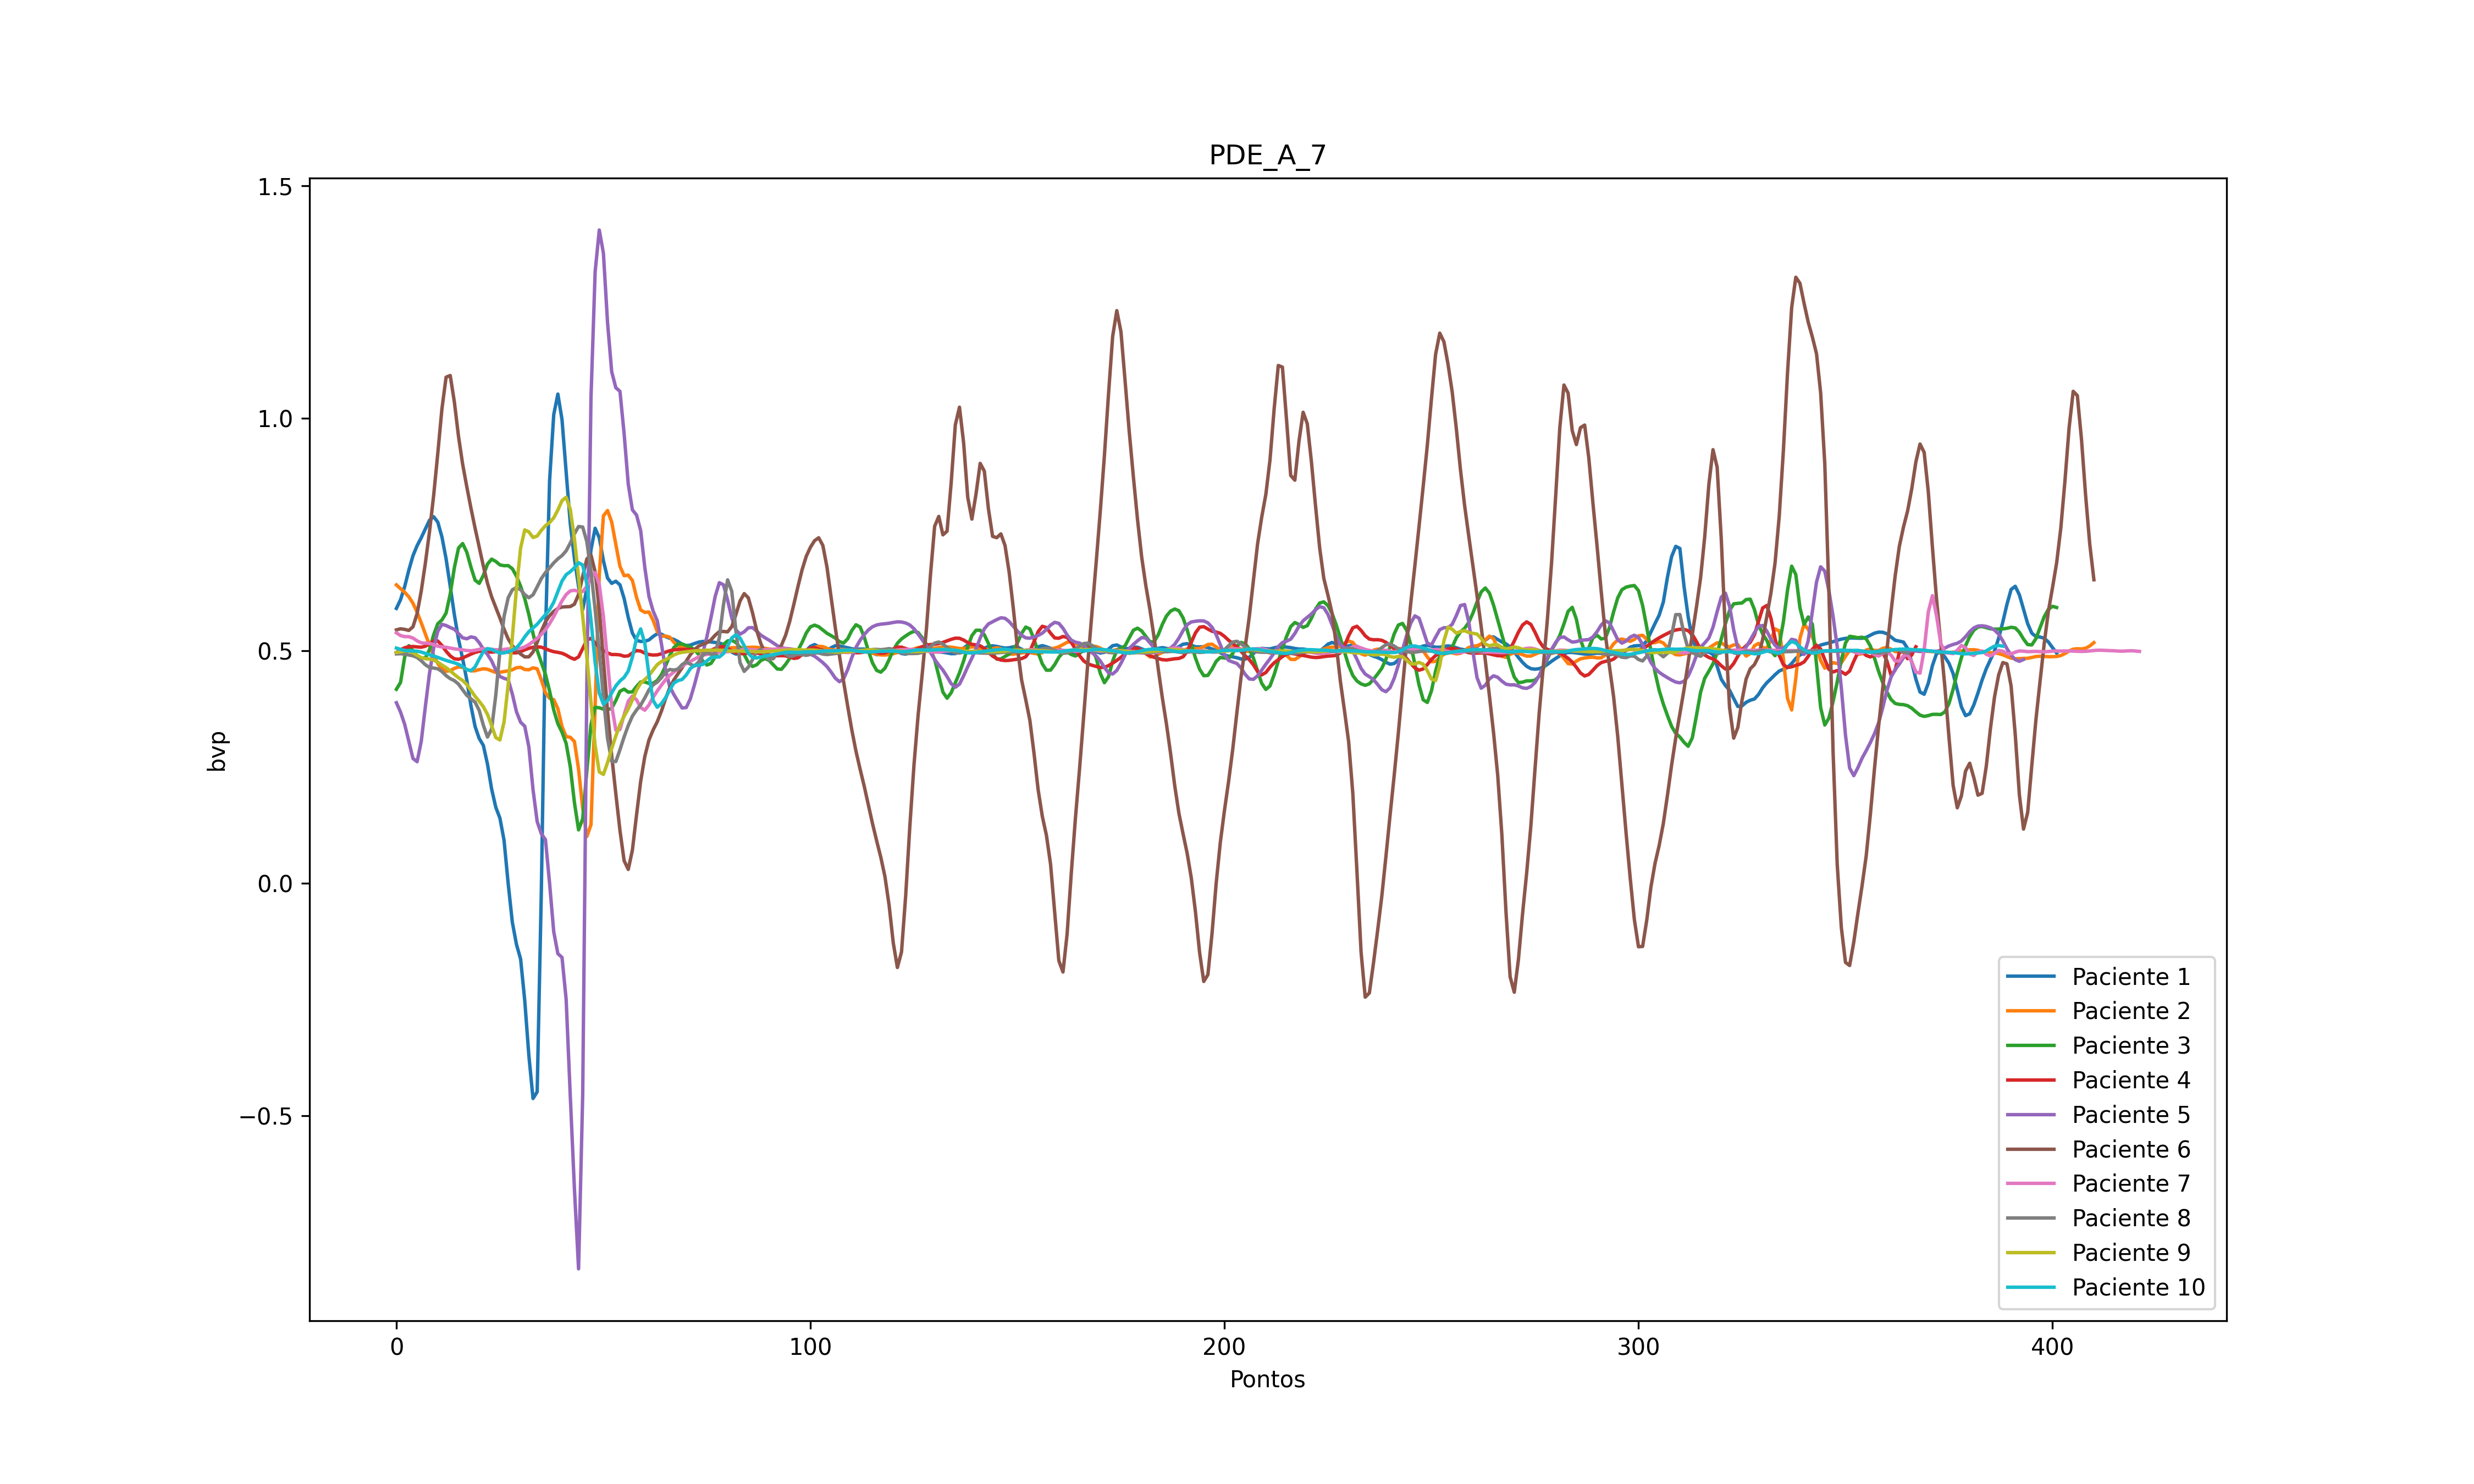 PDE_A_7
1.5
1.0
0.5
0.0
−0.5
bvp
0
100
200
300
400
Pontos
Paciente 1
Paciente 2
Paciente 3
Paciente 4
Paciente 5
Paciente 6
Paciente 7
Paciente 8
Paciente 9
Paciente 10